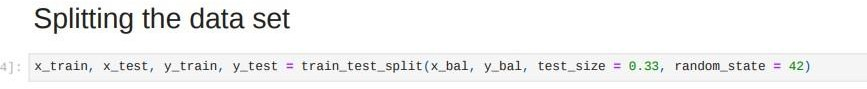 Splitting the data set
4]: x_train, x_test, y_train, y_test = train_test_split(x_bal, y_bal, test_size = 0.33, random_state = 42)